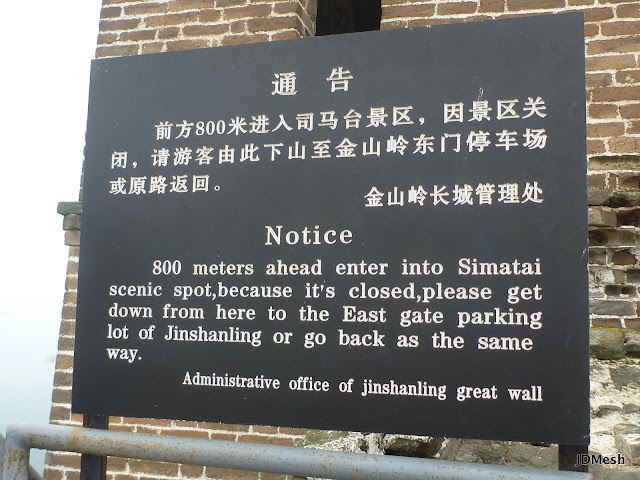 通告
前方800米进入司马台景区，因景区关
闭，请游客由此下山至金山岭东门停车场
或原路返回。
金山岭长城管理处
Notice
800 meters ahead enter into Simatai
scenic spot,because it's closed,please get
down from here to the East gate parking
lot of Jinshanling or go back as the same
way.
Administrative office of jinshanling great wall
JDMesh